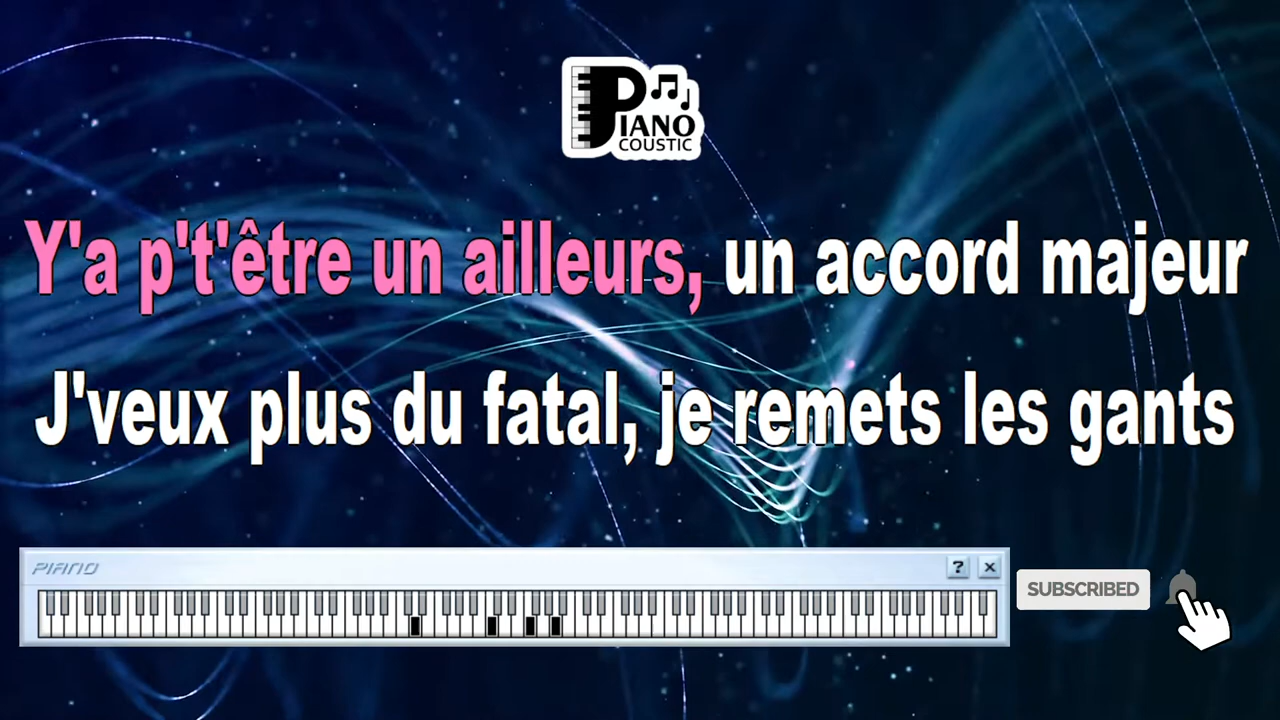 PIANO
COUSTIC
Y'a p't'être un ailleurs, un accord majeur
J'veux plus du fatal, je remets les gants
PIANO
? ×
SUBSCRIBED